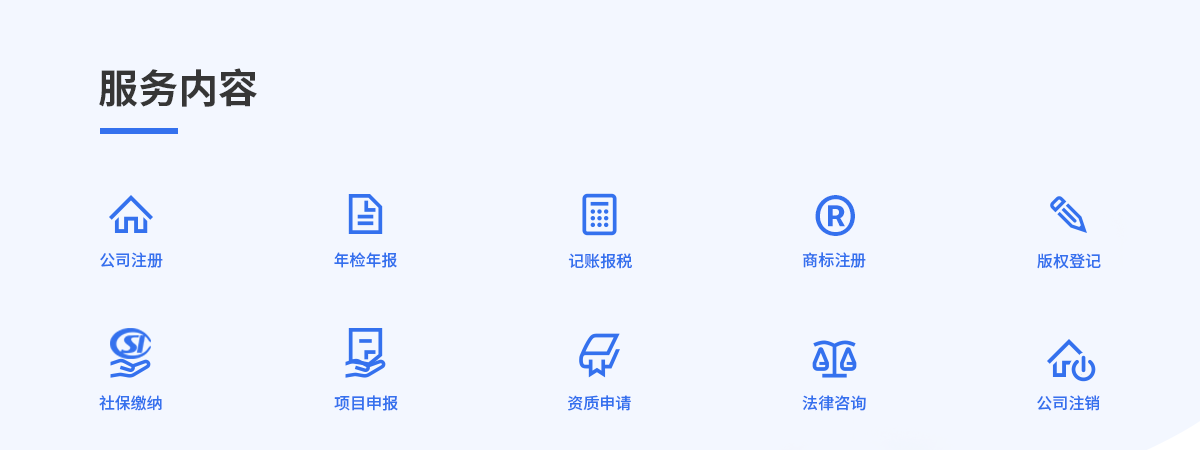 服务内容
公司注册
年检年报
记账报税
R
商标注册
版权登记
SI
社保缴纳
项目申报
资质申请
法律咨询
公司注销